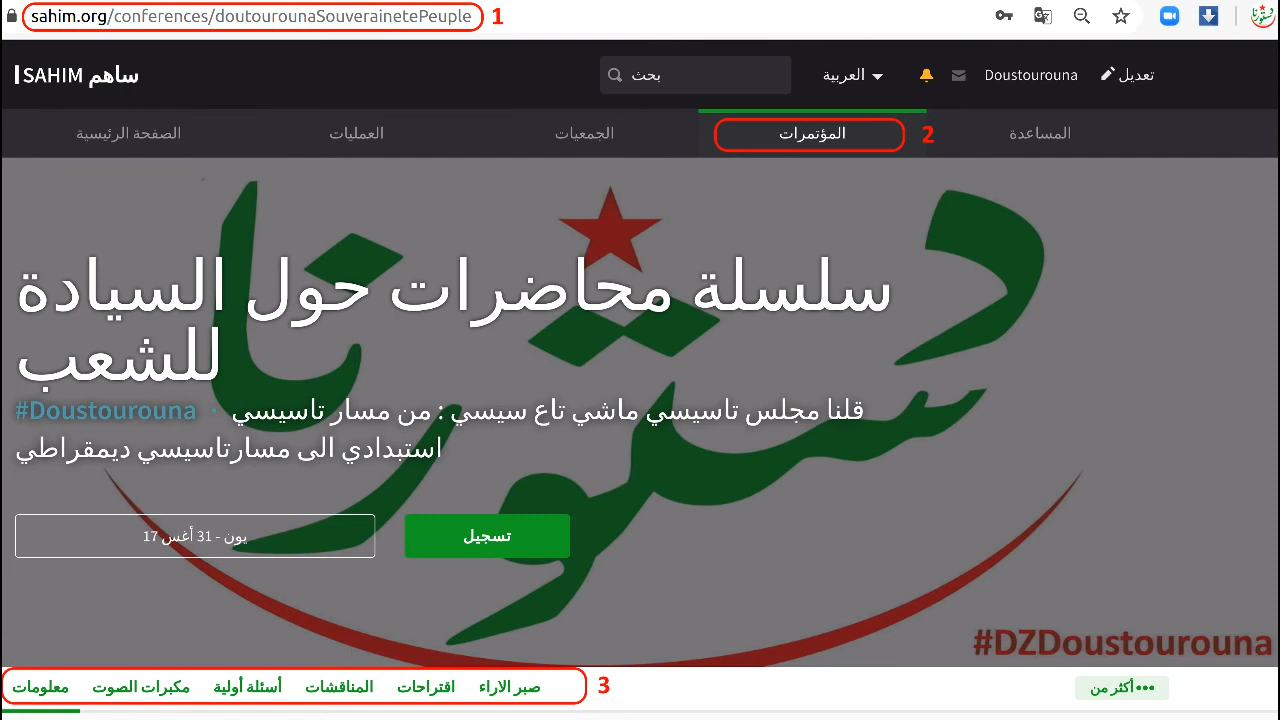 sahim.org/conferences/doutourounaSouverainetePeuple 1
SAHIM ساهم
بحث
العربية
Doustourouna
تعديل
الصفحة الرئيسية
العمليات
الجمعيات
المؤتمرات
2
المساعدة
دستورنا
سلسلة محاضرات حول السيادة
للشعب
#Doustourouna · قلنا مجلس تاسيسي ماشي تاع سيسي : من مسار تاسيسي
استبدادي الى مسارتاسيسي ديمقراطي
17 يون - 31 أغس
تسجيل
#DZDoustourouna
معلومات
مكبرات الصوت
أسئلة أولية
المناقشات
اقتراحات
صبر الاراء
3
أكثر من •••